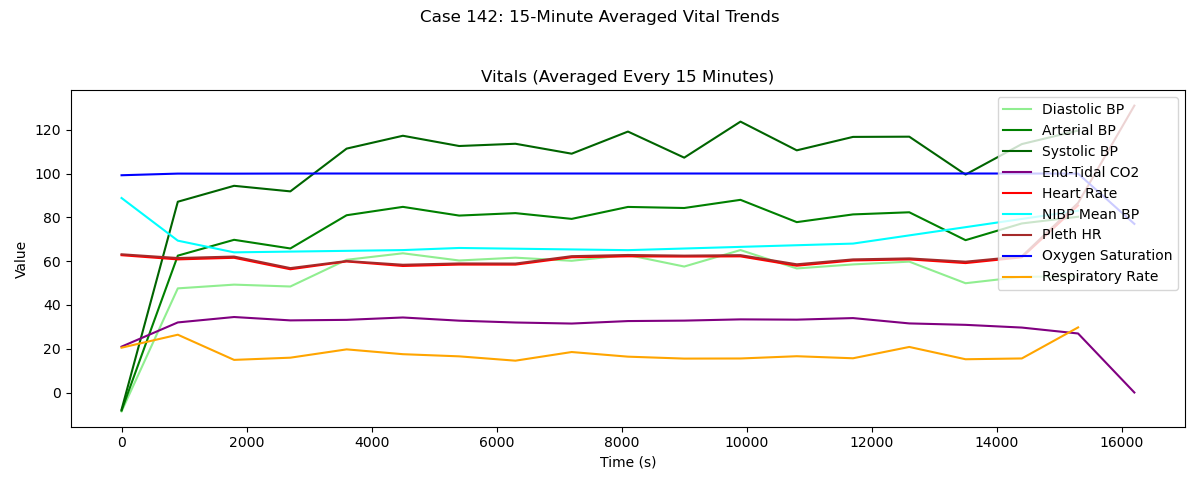 Case 142: 15-Minute Averaged Vital Trends
Vitals (Averaged Every 15 Minutes)
Value
120
100
80
60
40
20
0
Diastolic BP
Arterial BP
Systolic BP
End-Tidal CO2
Heart Rate
NIBP Mean BP
Pleth HR
Oxygen Saturation
Respiratory Rate
0 2000 4000 6000 8000 10000 12000 14000 16000
Time (s)